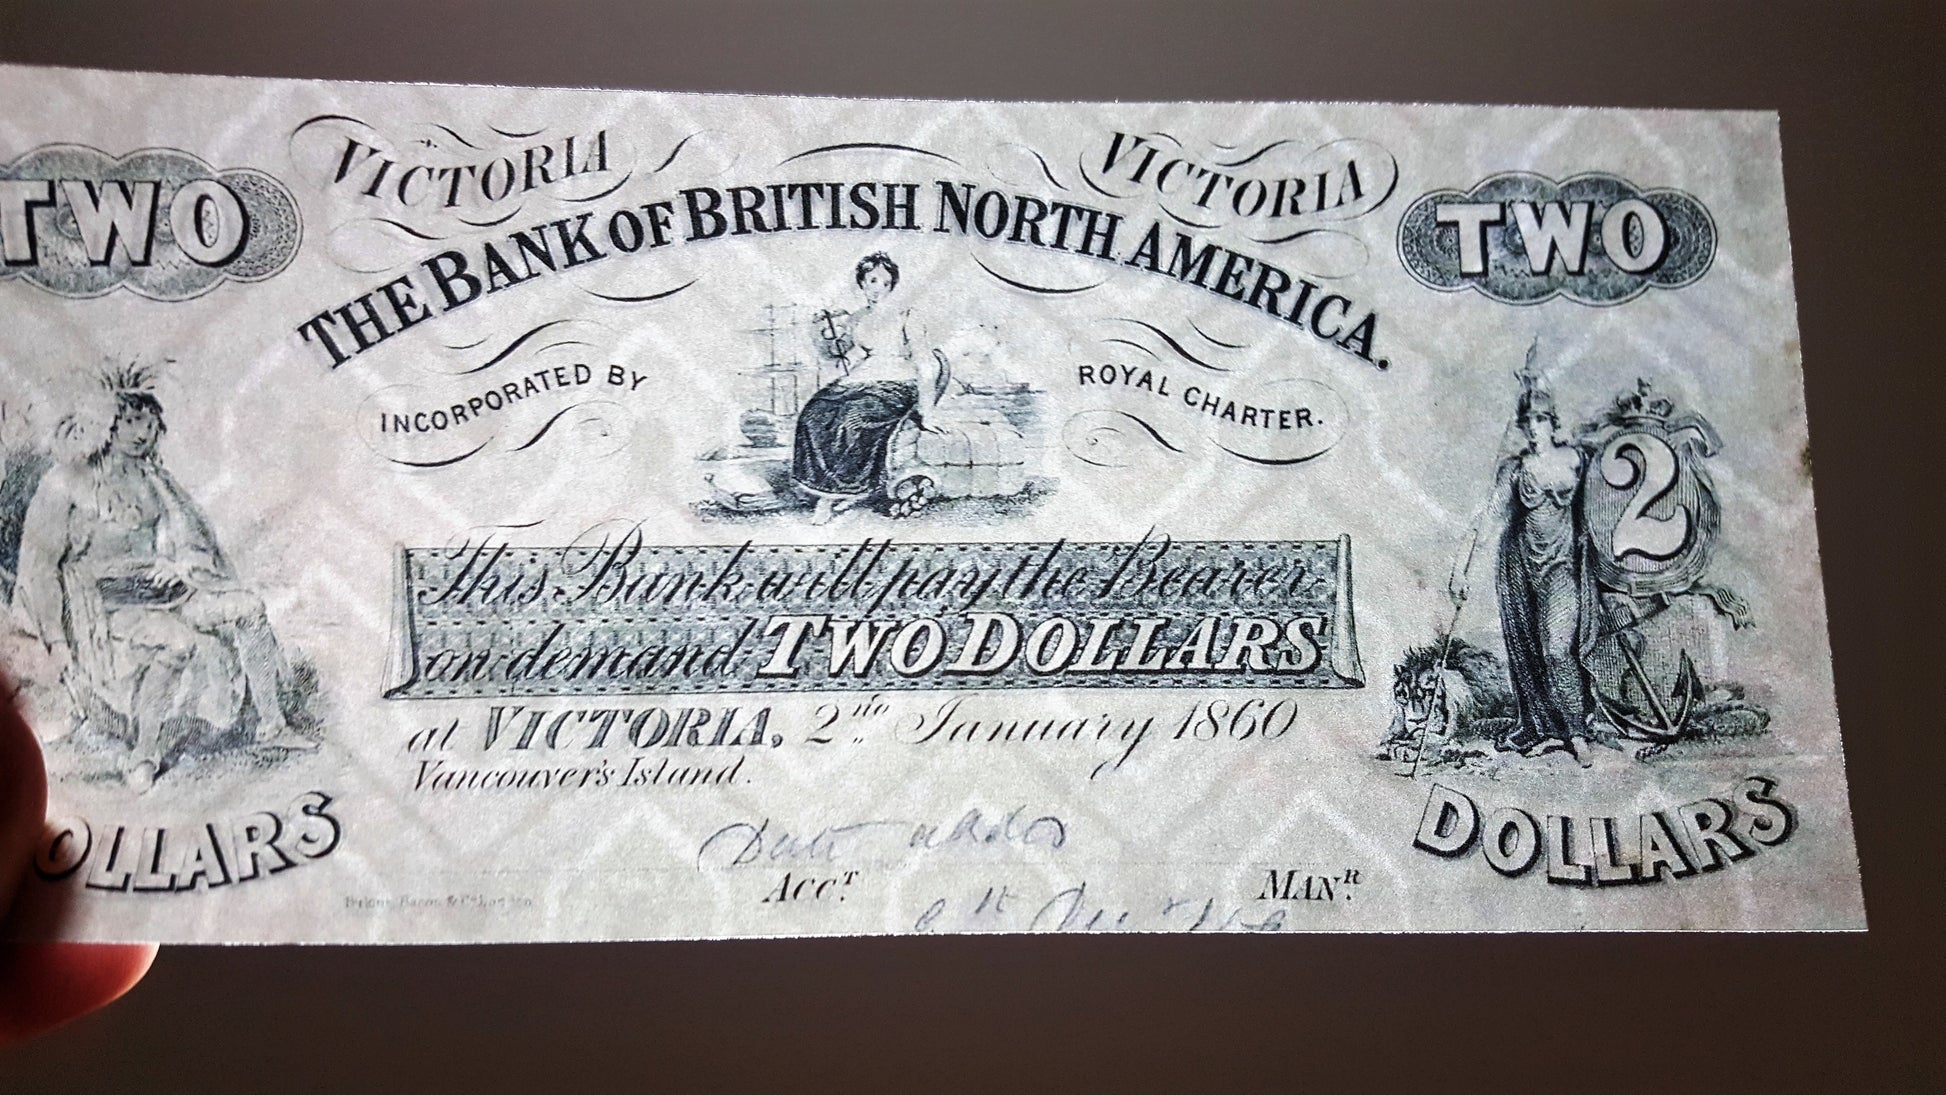 TWO
VICTORIA
VICTORIA
TWO
THE BANK OF BRITISH NORTH AMERICA.
INCORPORATED BY
ROYAL CHARTER.
2
This Bank will pay the Bearer
on demand TWO DOLLARS
at VICTORIA, 2nd January 1860
Vancouver's Island.
OLLARS
DOLLARS
ACCT.
MANR.